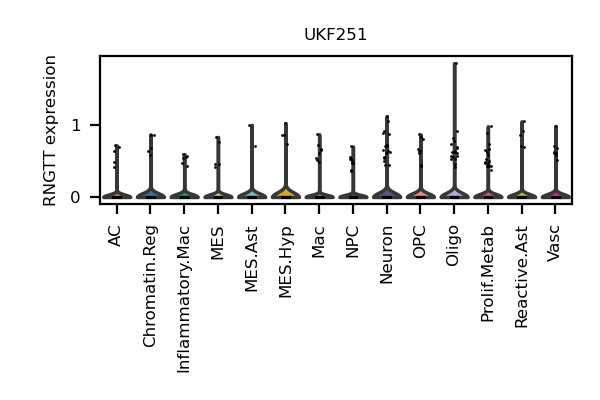 UKF251
RNGTT expression
1
0
AC
Chromatin.Reg
Inflammatory.Mac
MES
MES.Ast
MES.Hyp
Mac
NPC
Neuron
OPC
Oligo
Prolif.Metab
Reactive.Ast
Vasc